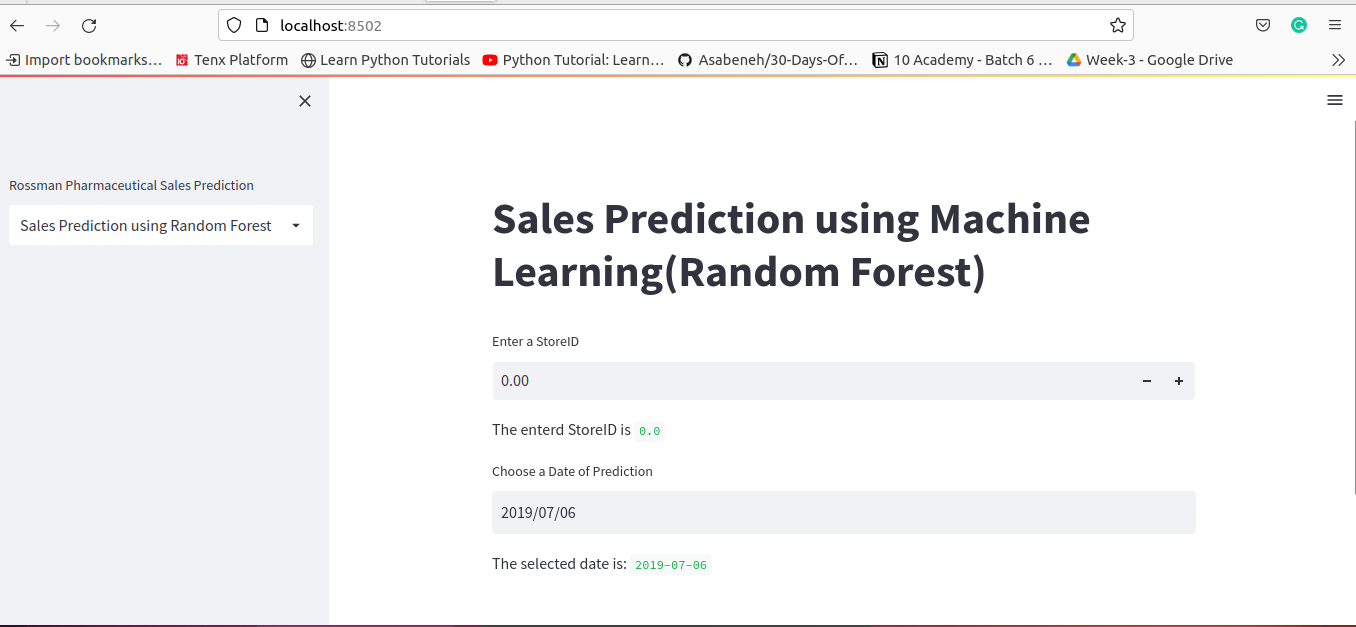 localhost:8502
Import bookmarks... Tenx Platform Learn Python Tutorials Python Tutorial: Learn... Asabeneh/30-Days-Of... 10 Academy - Batch 6 ... Week-3 - Google Drive
Rossman Pharmaceutical Sales Prediction
Sales Prediction using Random Forest
Sales Prediction using Machine
Learning(Random Forest)
Enter a StoreID
0.00
The enterd StoreID is 0.0
Choose a Date of Prediction
2019/07/06
The selected date is: 2019-07-06